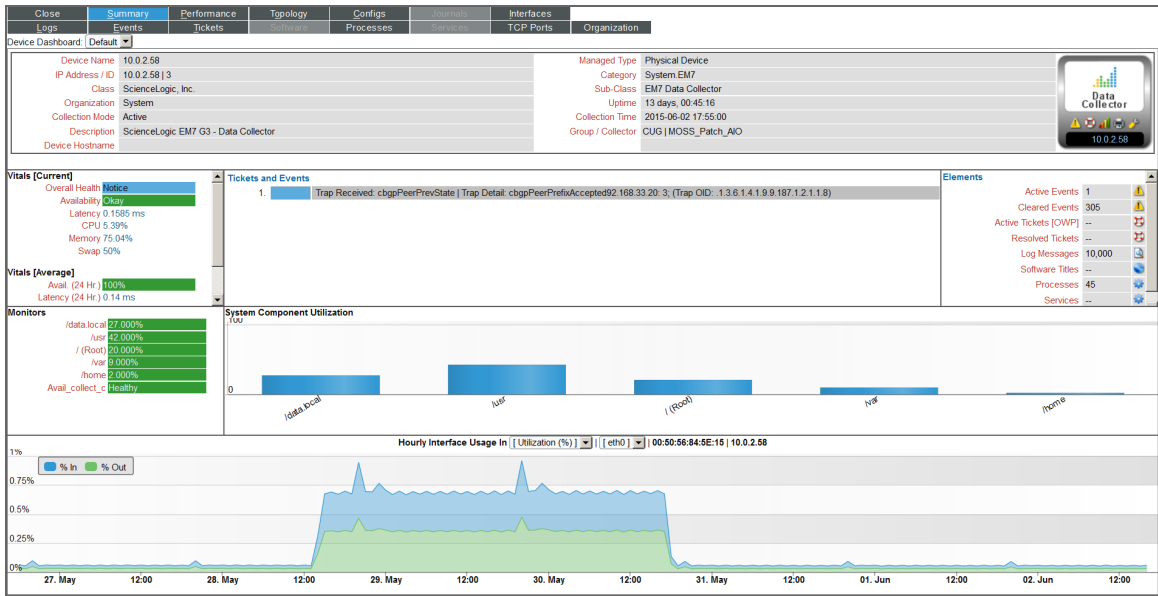 Close Summary Performance Topology Configs Journals Interfaces
Logs Events Tickets Software Processes Services TCP Ports Organization
Device Dashboard: Default
Device Name 10.0.2.58 Managed Type Physical Device
IP Address / ID 10.0.2.58 | 3 Category System.EM7
Class ScienceLogic, Inc. Sub-Class EM7 Data Collector
Organization System Uptime 13 days, 00:45:16
Collection Mode Active Collection Time 2015-06-02 17:55:00
Description ScienceLogic EM7 G3 - Data Collector Group / Collector CUG | MOSS_Patch_AIO
Device Hostname
Data
Collector
10.0.2.58
Vitals [Current]
Overall Health Notice
Availability Okay
Latency 0.1585 ms
CPU 5.39%
Memory 75.04%
Swap 50%
Vitals [Average]
Avail. (24 Hr.) 100%
Latency (24 Hr.) 0.14 ms
Tickets and Events
1. Trap Received: cbgpPeerPrevState | Trap Detail: cbgpPeerPrefixAccepted92.168.33.20: 3; (Trap OID: .1.3.6.1.4.1.9.9.187.1.2.1.1.8)
Elements
Active Events 1
Cleared Events 305
Active Tickets [OWP] --
Resolved Tickets --
Log Messages 10,000
Software Titles --
Processes 45
Services --
Monitors
/data.local 27.000%
/usr 42.000%
/ (Root) 20.000%
/var 9.000%
/home 2.000%
Avail_collect_c Healthy
System Component Utilization
100
0
/data.local /usr / (Root) /var /home
Hourly Interface Usage In [ Utilization (%) ] | [ eth0 ] | 00:50:56:84:5E:15 | 10.0.2.58
% In % Out
1%
0.75%
0.5%
0.25%
0%
27. May 12:00 28. May 12:00 29. May 12:00 30. May 12:00 31. May 12:00 01. Jun 12:00 02. Jun 12:00